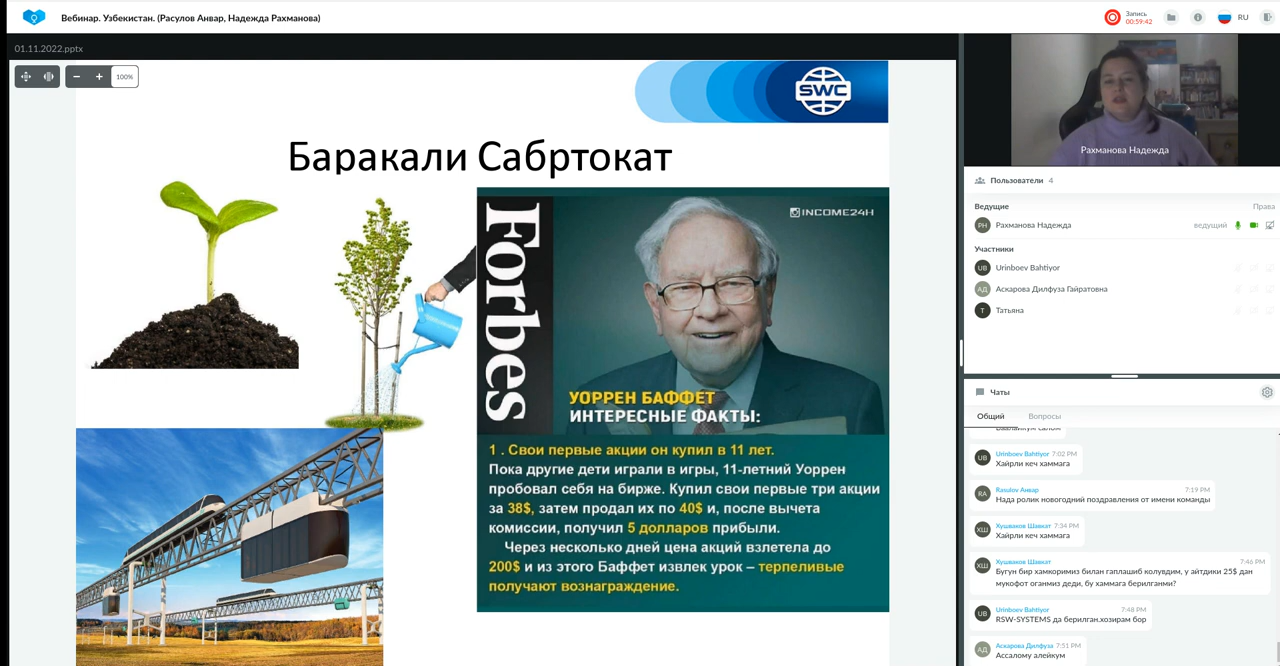 Вебинар. Узбекистан. (Расулов Анвар, Надежда Рахманова)
Запись
00:59:42
RU
01.11.2022.pptx
100%
SWC
Баракали Сабртокат
Forbes
INCOME24H
УОРРЕН БАФФЕТ
ИНТЕРЕСНЫЕ ФАКТЫ:
1 . Свои первые акции он купил в 11 лет.
Пока другие дети играли в игры, 11-летний Уоррен
пробовал себя на бирже. Купил свои первые три акции
за 38$, затем продал их по 40$ и, после вычета
комиссии, получил 5 долларов прибыли.
Через несколько дней цена акций взлетела до
200$ и из этого Баффет извлек урок – терпеливые
получают вознаграждение.
Рахманова Надежда
Пользователи 4
Ведущие Права
РН Рахманова Надежда ведущий
Участники
UB Urinboev Bahtiyor
АД Аскарова Дилфуза Гайратовна
Т Татьяна
Чаты
Общий Вопросы
Urinboev Bahtiyor 7:02 PM
UB Хайрли кеч хаммага
Rasulov Анвар 7:19 PM
RA Нада ролик новогодний поздравления от имени команды
Хушваков Шавкат 7:34 PM
ХШ Хайрли кеч хаммага
Хушваков Шавкат 7:46 PM
ХШ Бугун бир хамкоримиз билан гаплашиб колувдим, у айтдики 25$ дан
мукофот оганмиз деди, бу хаммага берилганми?
Urinboev Bahtiyor 7:48 PM
UB RSW-SYSTEMS да берилган.хозирам бор
Аскарова Дилфуза 7:51 PM
АД Ассалому алейкум